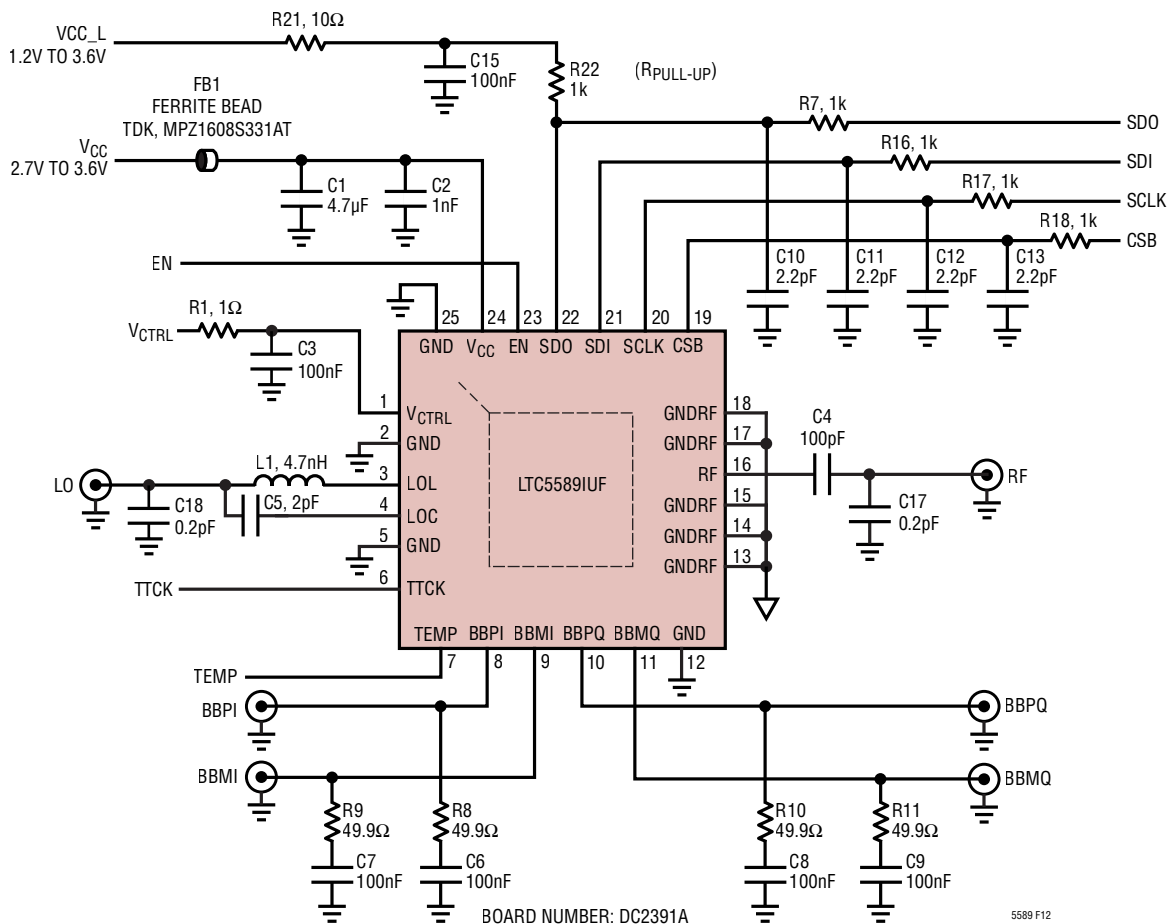 VCC_L
1.2V TO 3.6V
R21, 10Ω
C15
100nF
R22
1k
(RPULL-UP)
FB1
FERRITE BEAD
TDK, MPZ1608S331AT
VCC
2.7V TO 3.6V
C1
4.7µF
C2
1nF
R7, 1k
SDO
R16, 1k
SDI
R17, 1k
SCLK
R18, 1k
CSB
C10
2.2pF
C11
2.2pF
C12
2.2pF
C13
2.2pF
EN
VCTRL
R1, 1Ω
C3
100nF
25 24 23 22 21 20 19
GND VCC EN SDO SDI SCLK CSB
1
VCTRL
2
GND
3
LOL
4
LOC
5
GND
6
TTCK
LTC5589IUF
GNDRF
18
GNDRF
17
RF
16
GNDRF
15
GNDRF
14
GNDRF
13
LO
C18
0.2pF
L1, 4.7nH
C5, 2pF
TTCK
C4
100pF
C17
0.2pF
RF
TEMP BBPI BBMI BBPQ BBMQ GND
7 8 9 10 11 12
TEMP
BBPI
BBMI
BBPQ
BBMQ
R9
49.9Ω
R8
49.9Ω
R10
49.9Ω
R11
49.9Ω
C7
100nF
C6
100nF
C8
100nF
C9
100nF
BOARD NUMBER: DC2391A
5589 F12